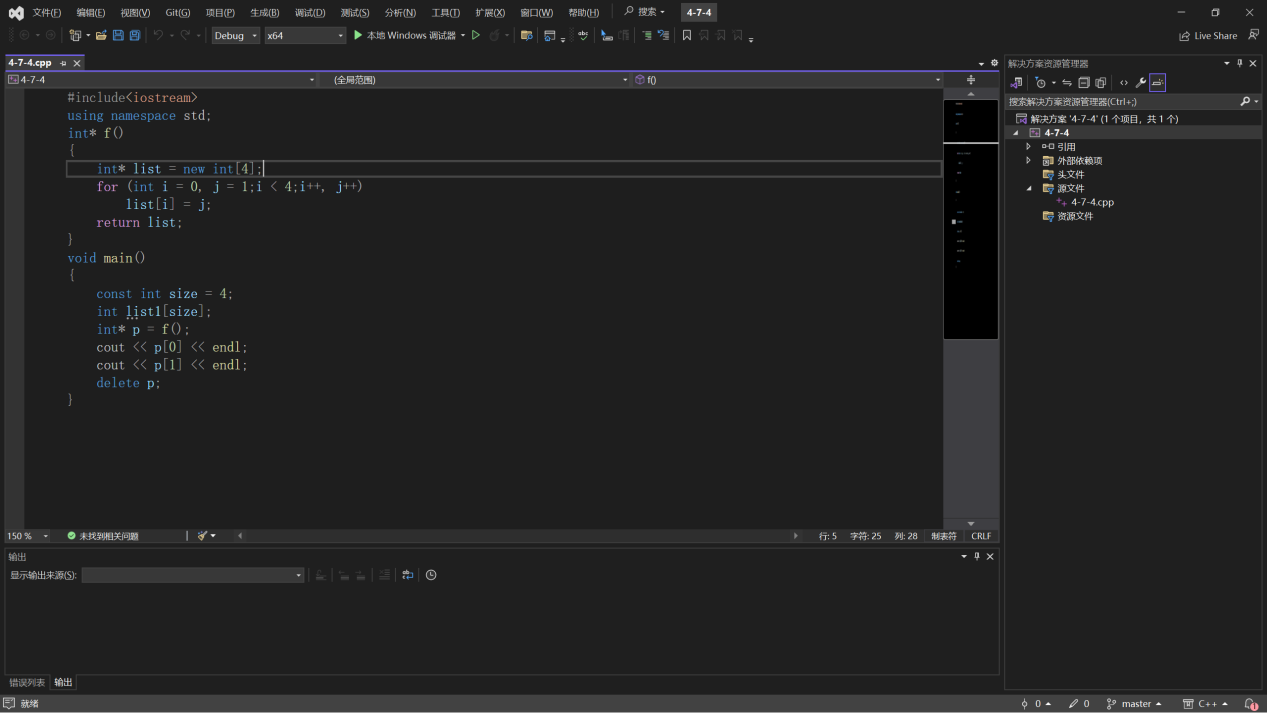 文件(F) 编辑(E) 视图(V) Git(G) 项目(P) 生成(B) 调试(D) 测试(S) 分析(N) 工具(T) 扩展(X) 窗口(W) 帮助(H) 搜索 4-7-4
Debug x64 本地 Windows 调试器 Live Share
4-7-4.cpp
4-7-4 (全局范围) f()
#include<iostream>
using namespace std;
int* f()
{
int* list = new int[4];
for (int i = 0, j = 1;i < 4;i++, j++)
list[i] = j;
return list;
}
void main()
{
const int size = 4;
int list1[size];
int* p = f();
cout << p[0] << endl;
cout << p[1] << endl;
delete p;
}
150 % 未找到相关问题 行: 5 字符: 25 列: 28 制表符 CRLF
输出
显示输出来源(S):
错误列表 输出
解决方案资源管理器
搜索解决方案资源管理器(Ctrl+;)
解决方案 '4-7-4' (1 个项目，共 1 个)
4-7-4
引用
外部依赖项
头文件
源文件
4-7-4.cpp
资源文件
就绪 0 0 master C++ 1